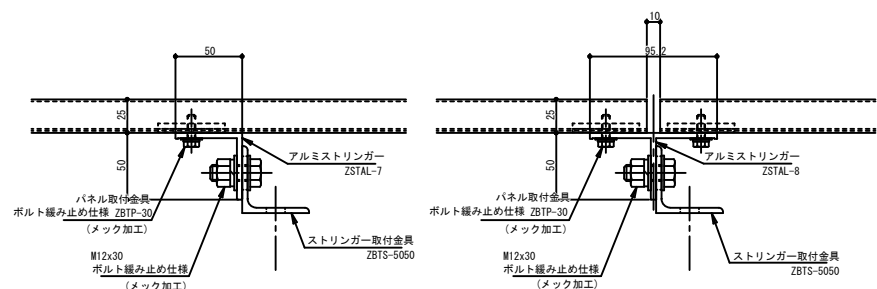 50
25
50
アルミストリンガー
ZSTAL-7
パネル取付金具
ボルト緩み止め仕様 ZBTP-30
(メック加工)
ストリンガー取付金具
ZBTS-5050
M12x30
ボルト緩み止め仕様
(メック加工)
10
95.2
25
50
アルミストリンガー
ZSTAL-8
パネル取付金具
ボルト緩み止め仕様 ZBTP-30
(メック加工)
ストリンガー取付金具
ZBTS-5050
M12x30
ボルト緩み止め仕様
(メック加工)